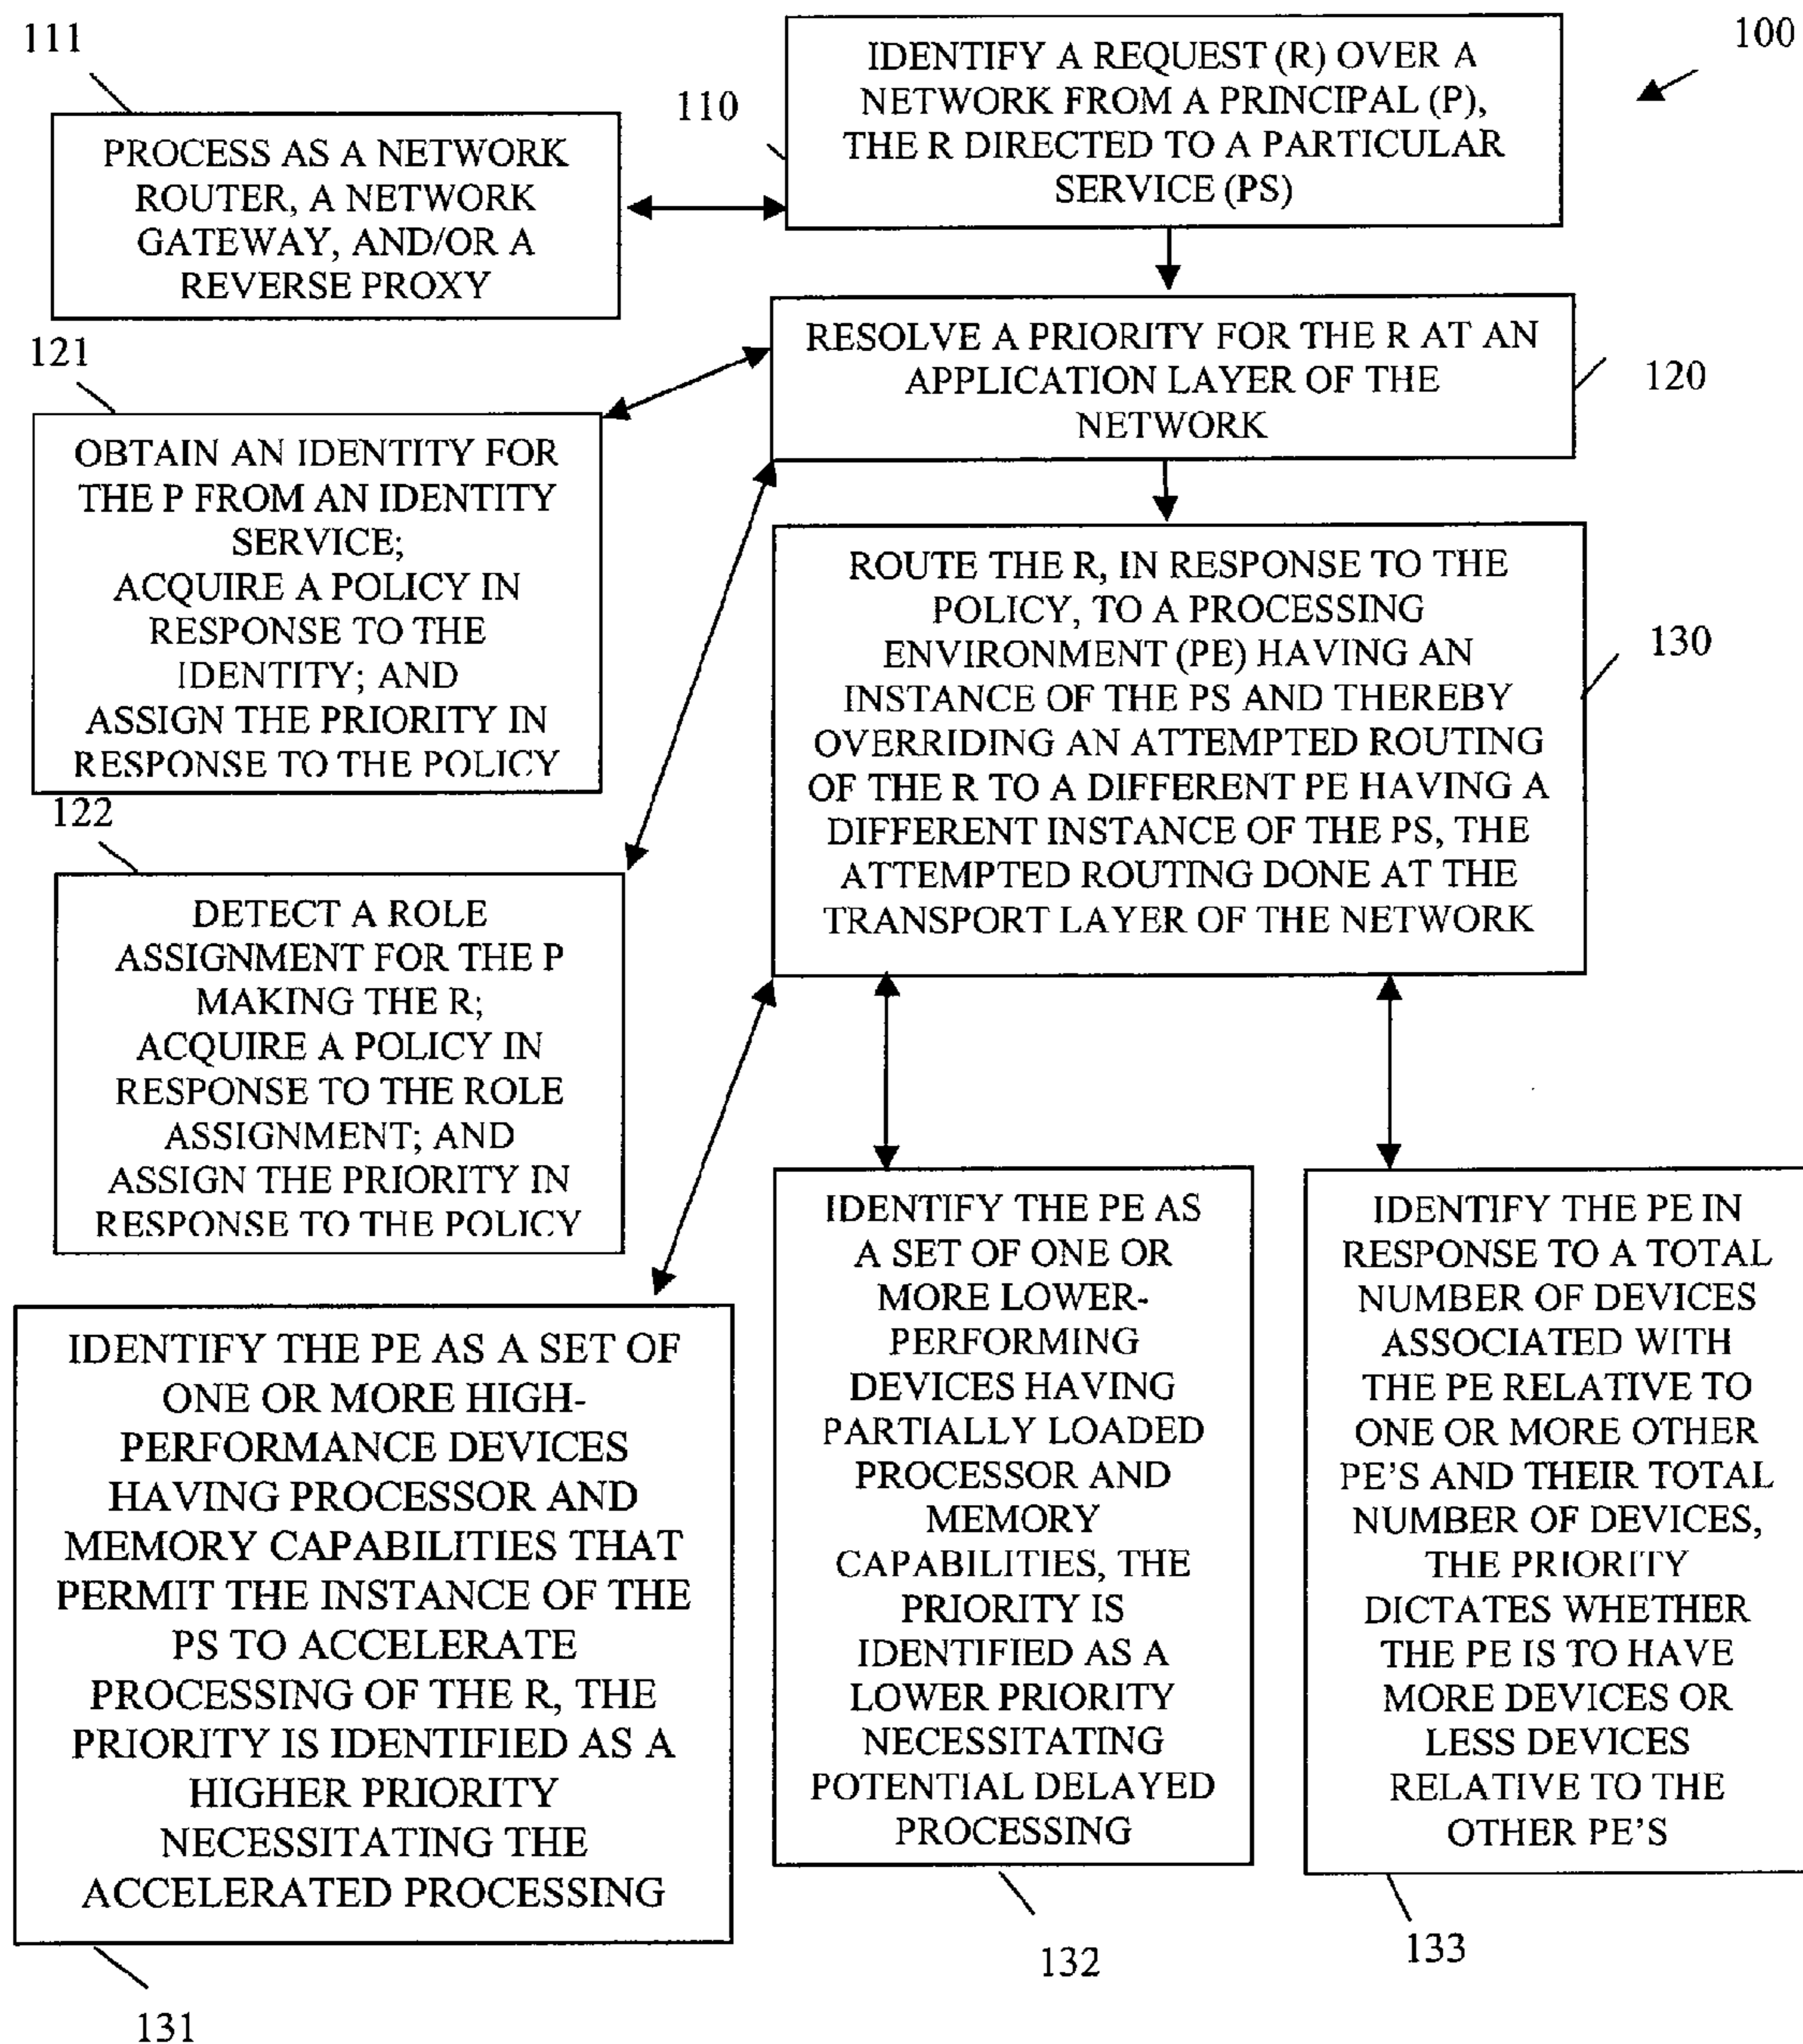 100
111
110
IDENTIFY A REQUEST (R) OVER A
NETWORK FROM A PRINCIPAL (P),
THE R DIRECTED TO A PARTICULAR
SERVICE (PS)
PROCESS AS A NETWORK
ROUTER, A NETWORK
GATEWAY, AND/OR A
REVERSE PROXY
120
RESOLVE A PRIORITY FOR THE R AT AN
APPLICATION LAYER OF THE
NETWORK
121
OBTAIN AN IDENTITY FOR
THE P FROM AN IDENTITY
SERVICE;
ACQUIRE A POLICY IN
RESPONSE TO THE
IDENTITY; AND
ASSIGN THE PRIORITY IN
RESPONSE TO THE POLICY
122
DETECT A ROLE
ASSIGNMENT FOR THE P
MAKING THE R;
ACQUIRE A POLICY IN
RESPONSE TO THE ROLE
ASSIGNMENT; AND
ASSIGN THE PRIORITY IN
RESPONSE TO THE POLICY
130
ROUTE THE R, IN RESPONSE TO THE
POLICY, TO A PROCESSING
ENVIRONMENT (PE) HAVING AN
INSTANCE OF THE PS AND THEREBY
OVERRIDING AN ATTEMPTED ROUTING
OF THE R TO A DIFFERENT PE HAVING A
DIFFERENT INSTANCE OF THE PS, THE
ATTEMPTED ROUTING DONE AT THE
TRANSPORT LAYER OF THE NETWORK
IDENTIFY THE PE AS A SET OF
ONE OR MORE HIGH-
PERFORMANCE DEVICES
HAVING PROCESSOR AND
MEMORY CAPABILITIES THAT
PERMIT THE INSTANCE OF THE
PS TO ACCELERATE
PROCESSING OF THE R, THE
PRIORITY IS IDENTIFIED AS A
HIGHER PRIORITY
NECESSITATING THE
ACCELERATED PROCESSING
131
IDENTIFY THE PE AS
A SET OF ONE OR
MORE LOWER-
PERFORMING
DEVICES HAVING
PARTIALLY LOADED
PROCESSOR AND
MEMORY
CAPABILITIES, THE
PRIORITY IS
IDENTIFIED AS A
LOWER PRIORITY
NECESSITATING
POTENTIAL DELAYED
PROCESSING
132
IDENTIFY THE PE IN
RESPONSE TO A TOTAL
NUMBER OF DEVICES
ASSOCIATED WITH
THE PE RELATIVE TO
ONE OR MORE OTHER
PE'S AND THEIR TOTAL
NUMBER OF DEVICES,
THE PRIORITY
DICTATES WHETHER
THE PE IS TO HAVE
MORE DEVICES OR
LESS DEVICES
RELATIVE TO THE
OTHER PE'S
133